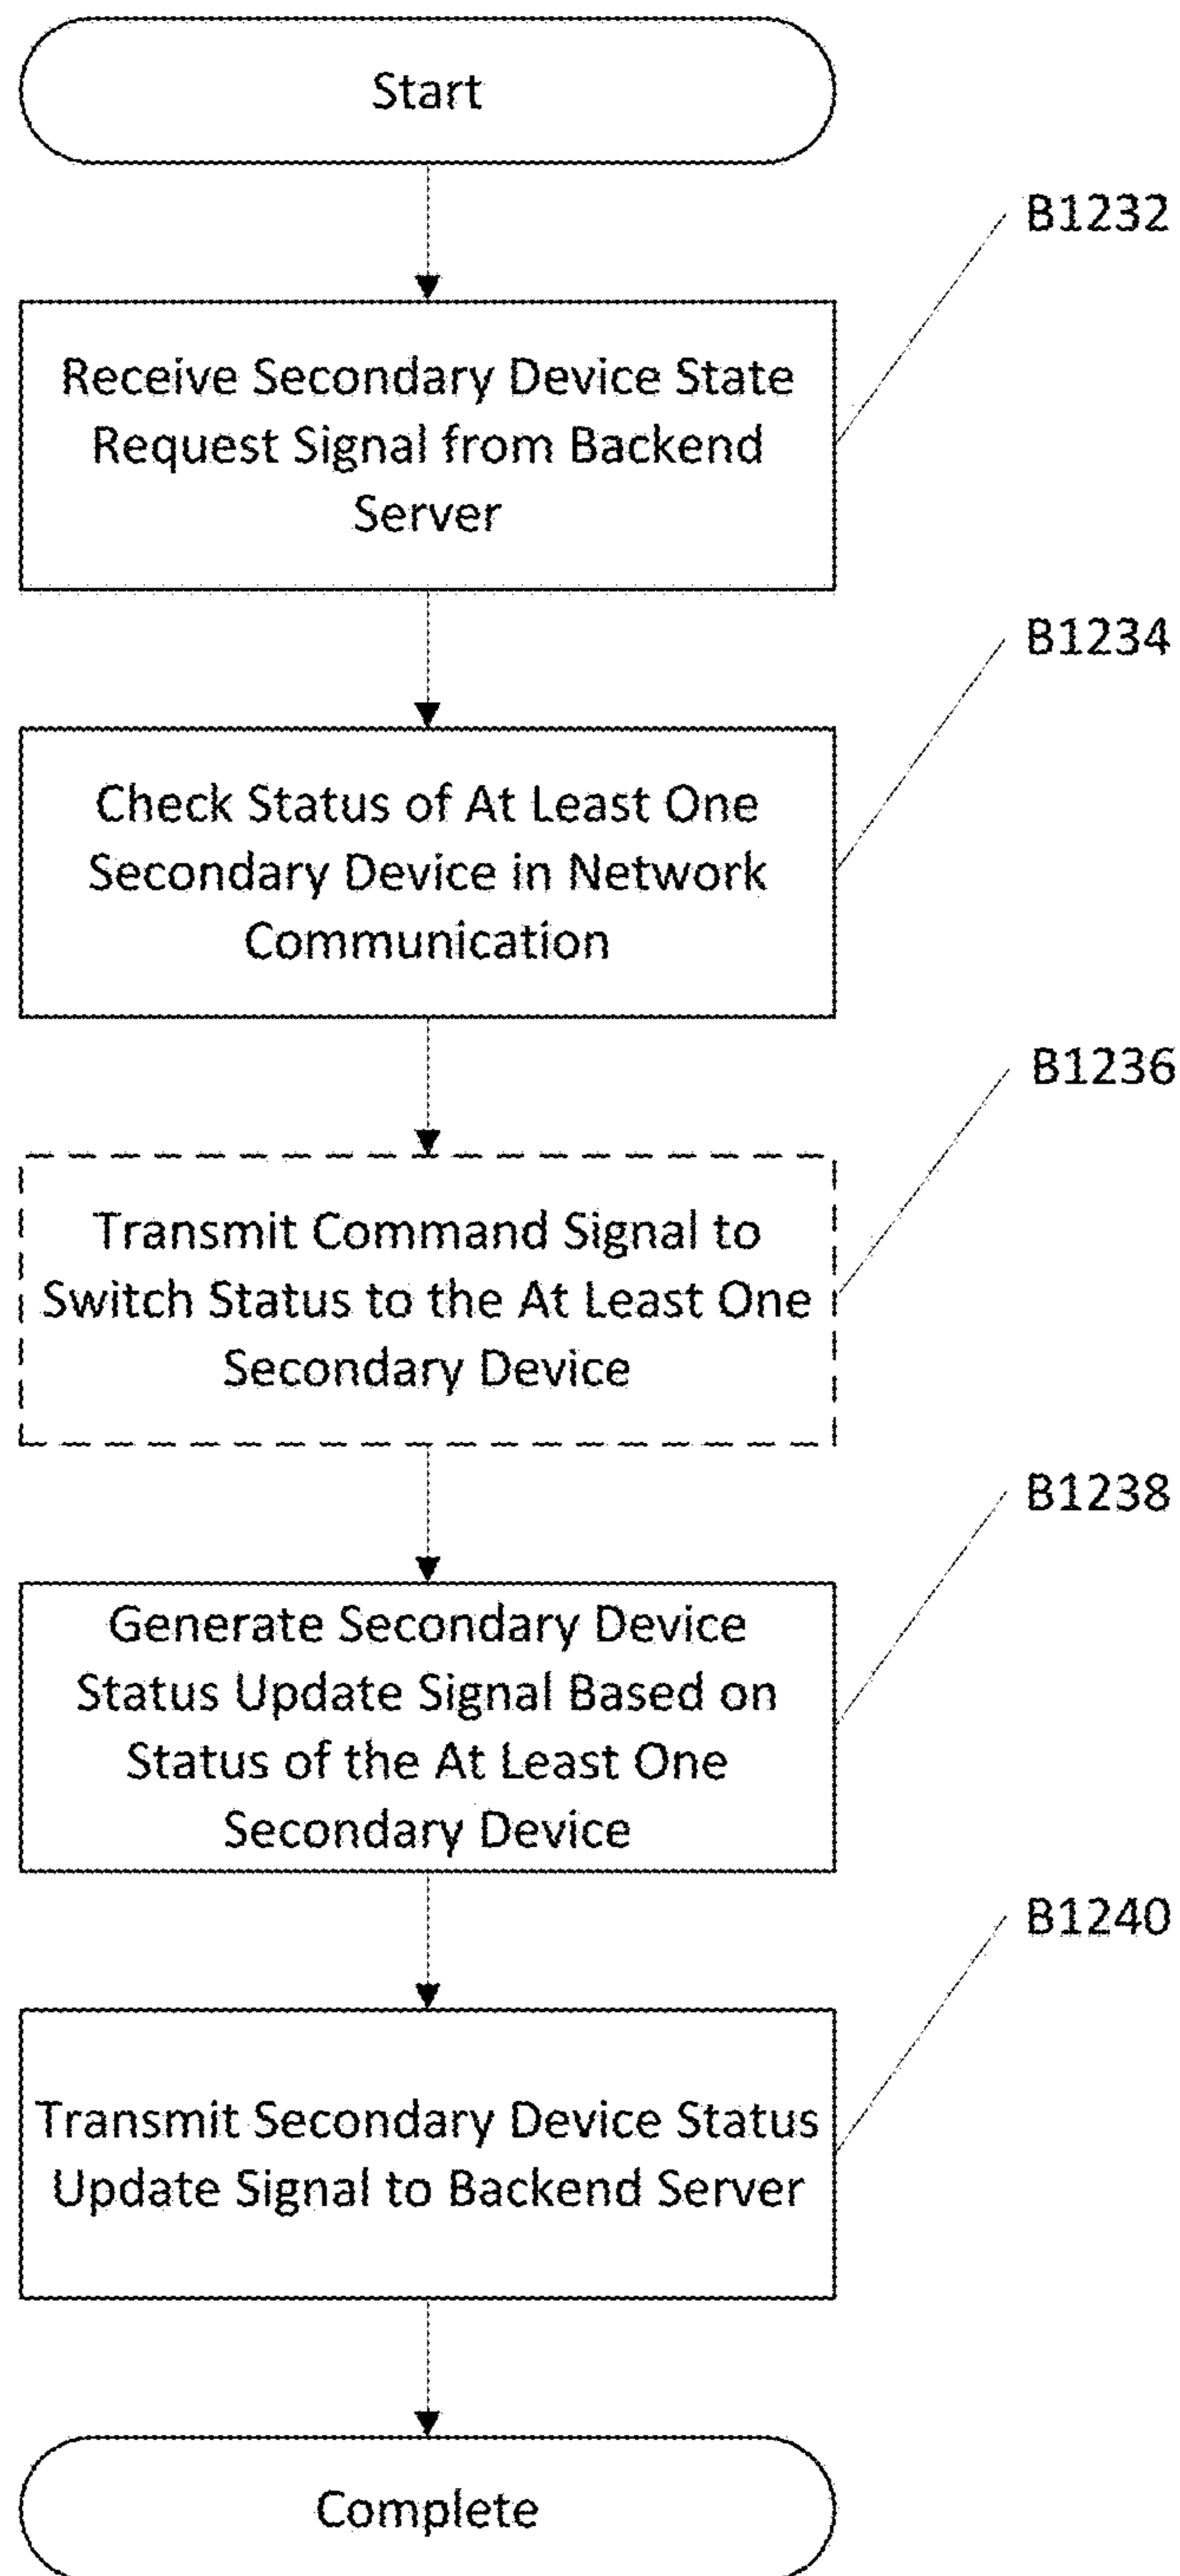 Start
B1232
Receive Secondary Device State
Request Signal from Backend
Server
B1234
Check Status of At Least One
Secondary Device in Network
Communication
B1236
Transmit Command Signal to
Switch Status to the At Least One
Secondary Device
B1238
Generate Secondary Device
Status Update Signal Based on
Status of the At Least One
Secondary Device
B1240
Transmit Secondary Device Status
Update Signal to Backend Server
Complete